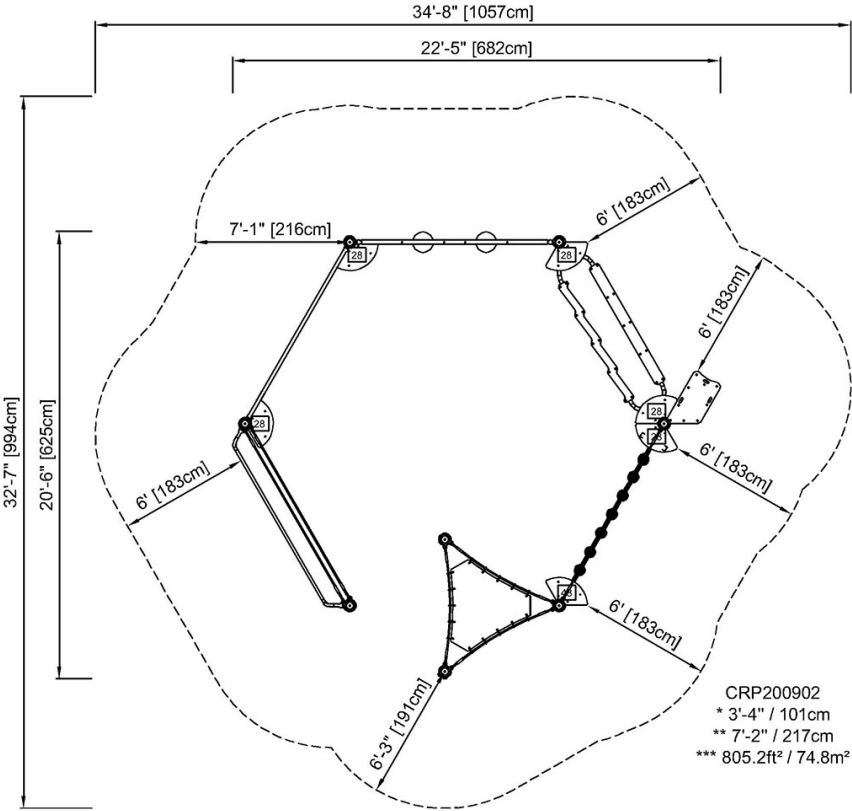 34'-8" [1057cm]
22'-5" [682cm]
6' [183cm]
7'-1" [216cm]
28
28
6' [183cm]
32'-7" [994cm]
20'-6" [625cm]
28
28
28
6' [183cm]
6' [183cm]
48
6' [183cm]
6'-3" [191cm]
CRP200902
* 3'-4" / 101cm
** 7'-2" / 217cm
*** 805.2ft² / 74.8m²